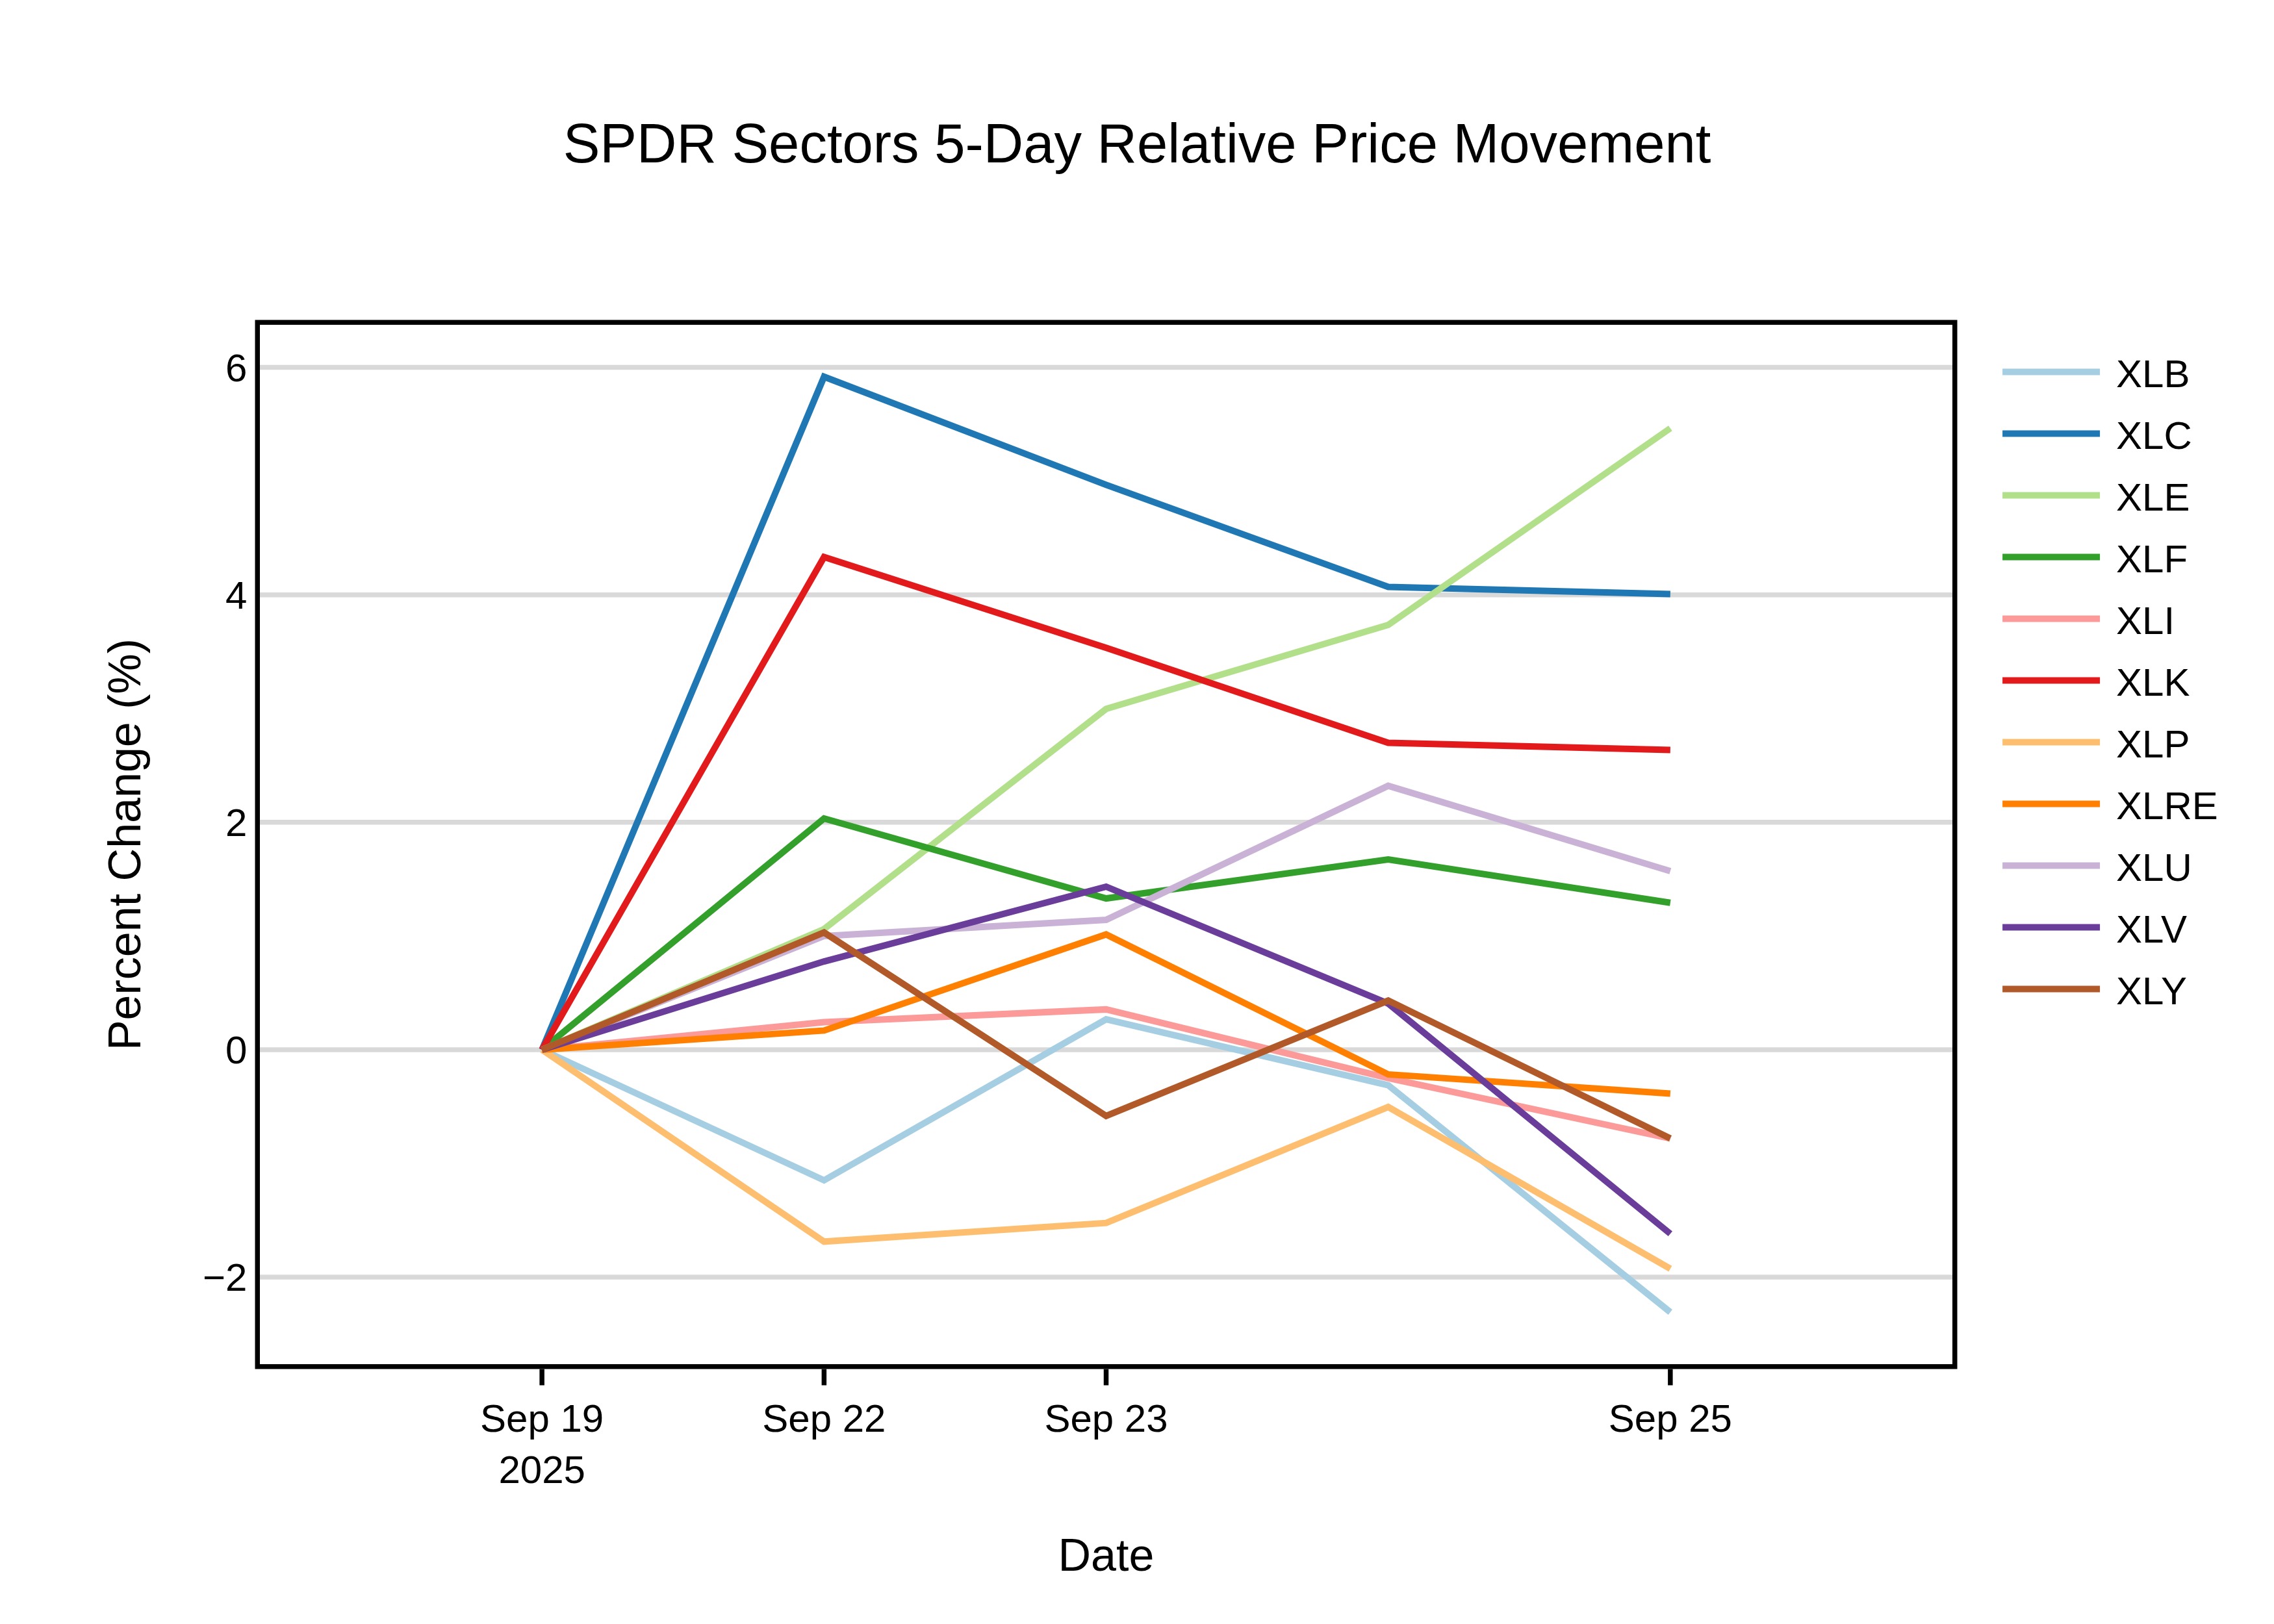 SPDR Sectors 5-Day Relative Price Movement
Percent Change (%)
6
4
2
0
−2
XLB
XLC
XLE
XLF
XLI
XLK
XLP
XLRE
XLU
XLV
XLY
Sep 19 Sep 22 Sep 23 Sep 25
2025
Date